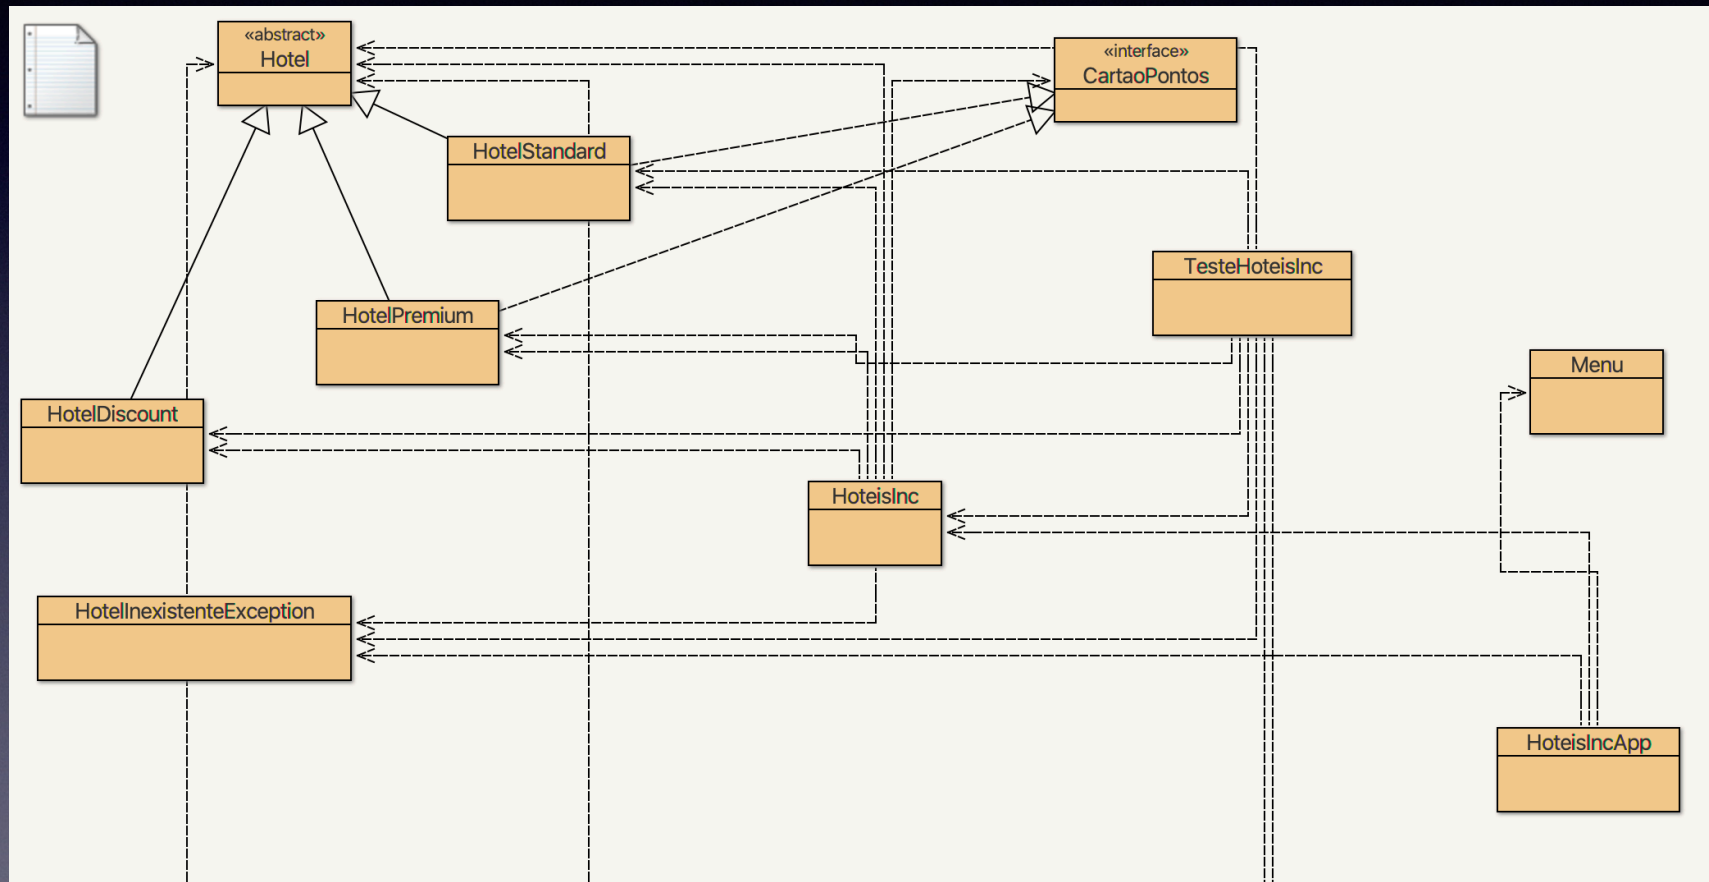 «abstract»
Hotel
«interface»
CartaoPontos
HotelStandard
TesteHoteisInc
HotelPremium
Menu
HotelDiscount
HoteisInc
HotelInexistenteException
HoteisIncApp